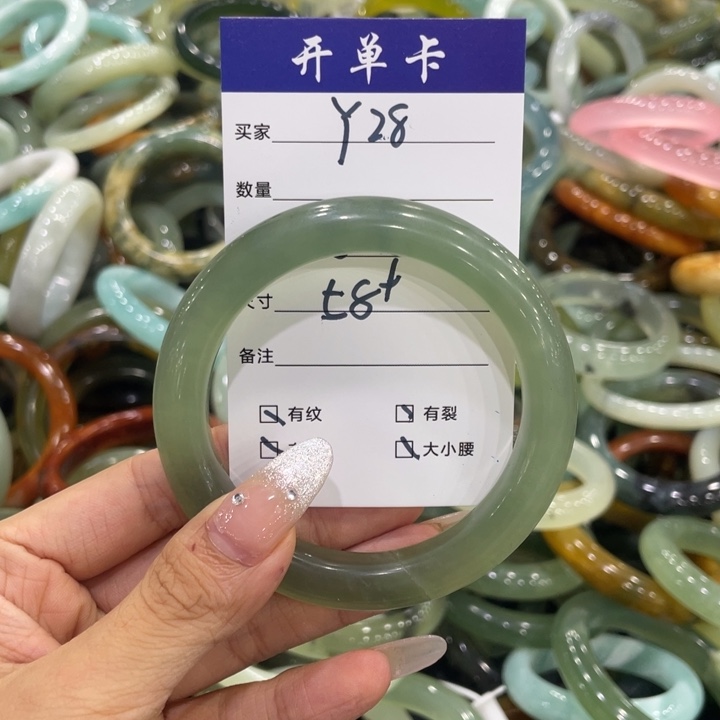 开单卡
买家 Y28
数量
寸 58+
备注
有纹 有裂
大小腰